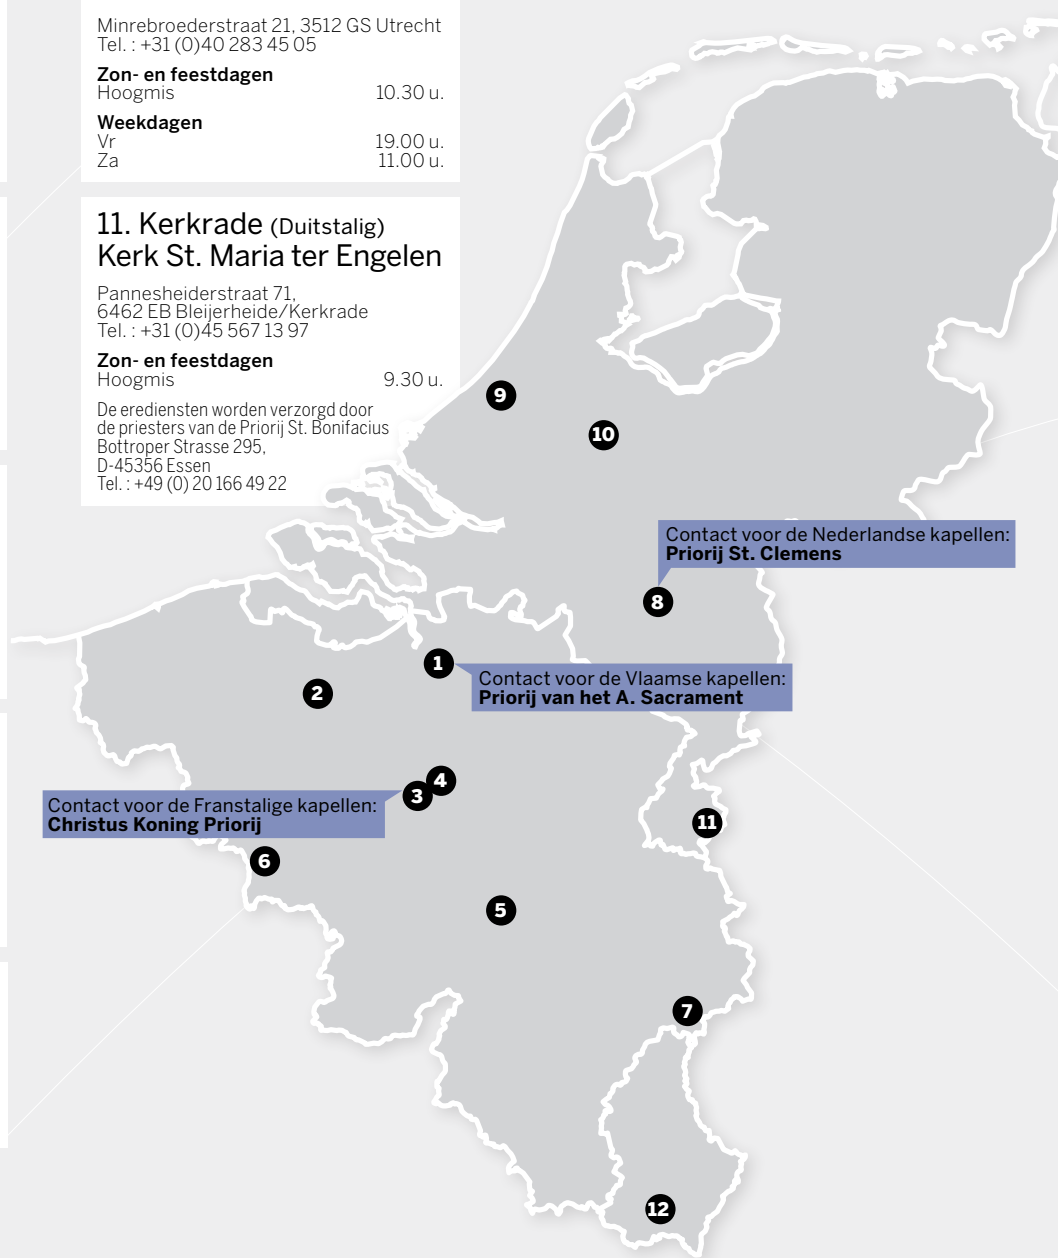 Minrebroederstraat 21, 3512 GS Utrecht
Tel. : +31 (0)40 283 45 05
Zon- en feestdagen
Hoogmis 10.30 u.
Weekdagen
Vr 19.00 u.
Za 11.00 u.
11. Kerkrade (Duitstalig)
Kerk St. Maria ter Engelen
Pannesheiderstraat 71,
6462 EB Bleijerheide/Kerkrade
Tel. : +31 (0)45 567 13 97
Zon- en feestdagen
Hoogmis 9.30 u.
De erediensten worden verzorgd door
de priesters van de Priorij St. Bonifacius
Bottroper Strasse 295,
D-45356 Essen
Tel. : +49 (0) 20 166 49 22
9
10
Contact voor de Nederlandse kapellen:
Priorij St. Clemens
8
1
Contact voor de Vlaamse kapellen:
Priorij van het A. Sacrament
2
4
3
Contact voor de Franstalige kapellen:
Christus Koning Priorij
11
6
5
7
12